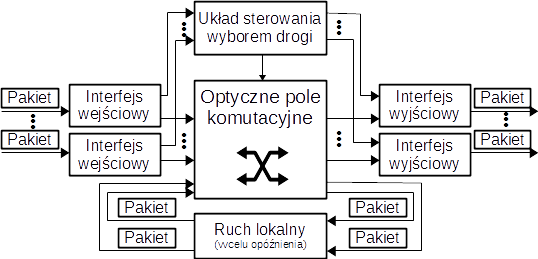 Układ sterowania
wyborem drogi
Pakiet
Interfejs
wejściowy
Optyczne pole
komutacyjne
Interfejs
wyjściowy
Pakiet
Pakiet
Interfejs
wejściowy
Interfejs
wyjściowy
Pakiet
Pakiet
Pakiet
Ruch lokalny
(wcelu opóźnienia)
Pakiet
Pakiet